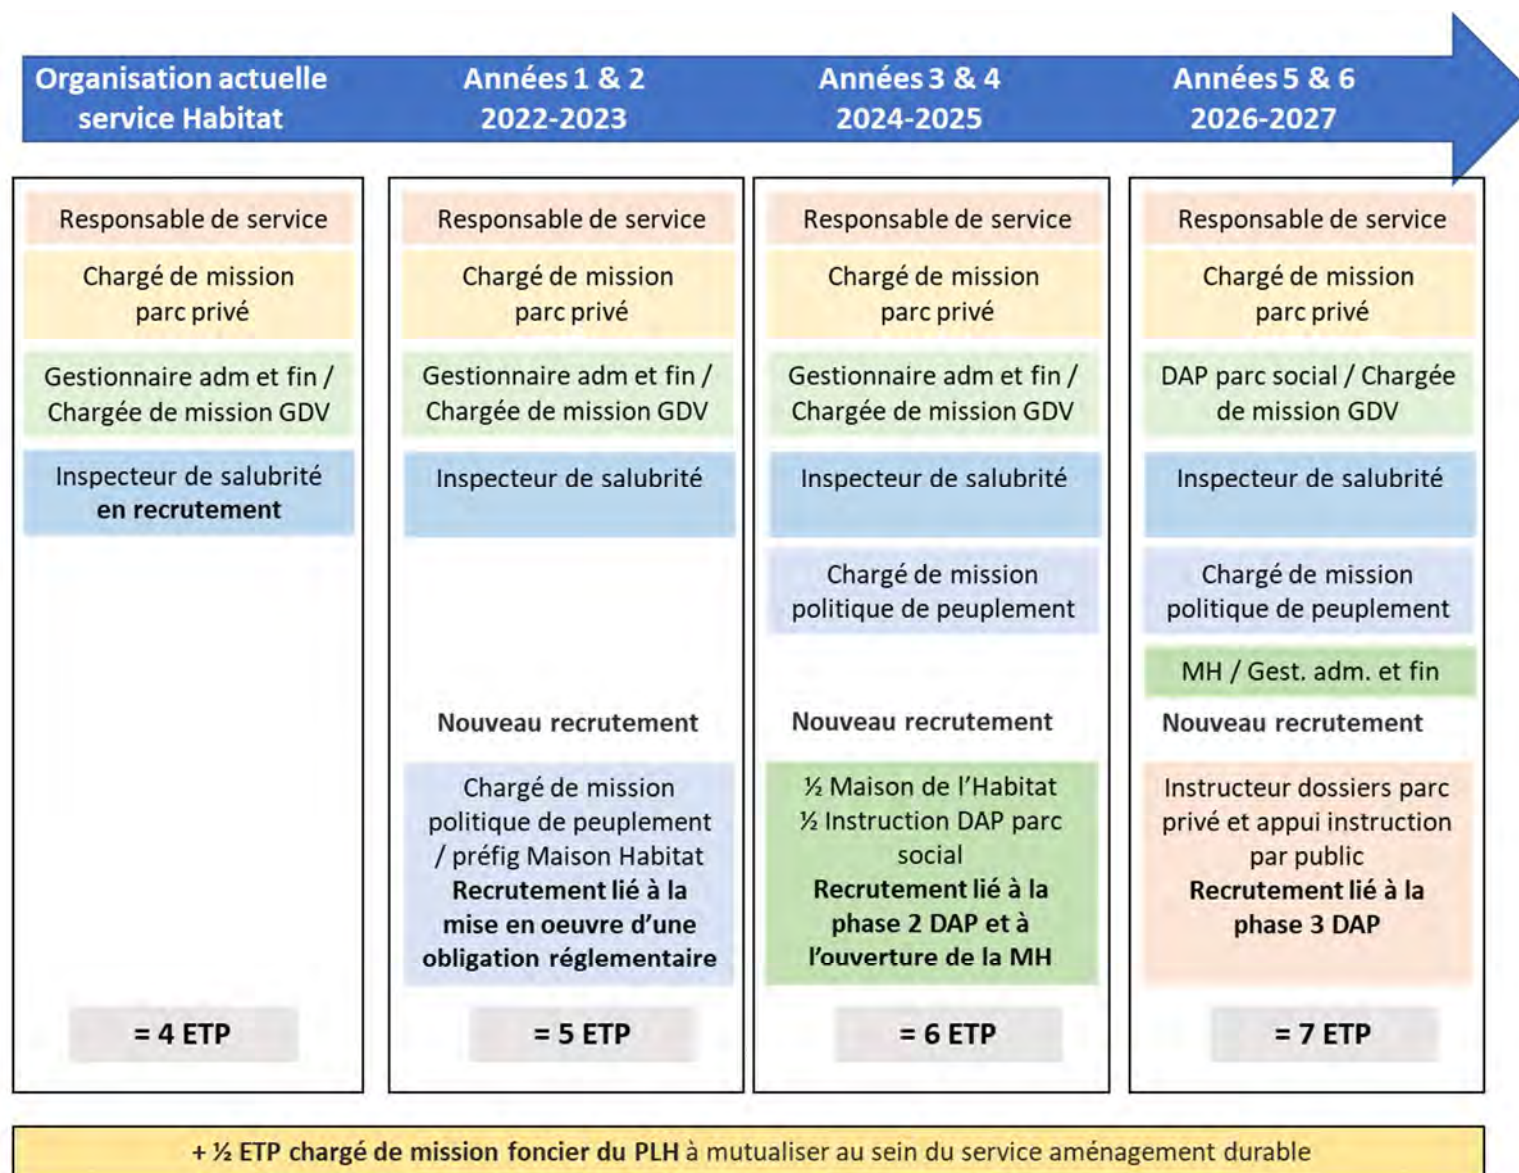 Organisation actuelle
service Habitat
Années 1 & 2
2022-2023
Années 3 & 4
2024-2025
Années 5 & 6
2026-2027
Responsable de service
Chargé de mission
parc privé
Gestionnaire adm et fin /
Chargée de mission GDV
Inspecteur de salubrité
en recrutement
= 4 ETP
Responsable de service
Chargé de mission
parc privé
Gestionnaire adm et fin /
Chargée de mission GDV
Inspecteur de salubrité
Nouveau recrutement
Chargé de mission
politique de peuplement
/ préfig Maison Habitat
Recrutement lié à la
mise en oeuvre d'une
obligation réglementaire
= 5 ETP
Responsable de service
Chargé de mission
parc privé
Gestionnaire adm et fin /
Chargée de mission GDV
Inspecteur de salubrité
Chargé de mission
politique de peuplement
Nouveau recrutement
½ Maison de l'Habitat
½ Instruction DAP parc
social
Recrutement lié à la
phase 2 DAP et à
l'ouverture de la MH
= 6 ETP
Responsable de service
Chargé de mission
parc privé
DAP parc social / Chargée
de mission GDV
Inspecteur de salubrité
Chargé de mission
politique de peuplement
MH / Gest. adm. et fin
Nouveau recrutement
Instructeur dossiers parc
privé et appui instruction
par public
Recrutement lié à la
phase 3 DAP
= 7 ETP
+ ½ ETP chargé de mission foncier du PLH à mutualiser au sein du service aménagement durable